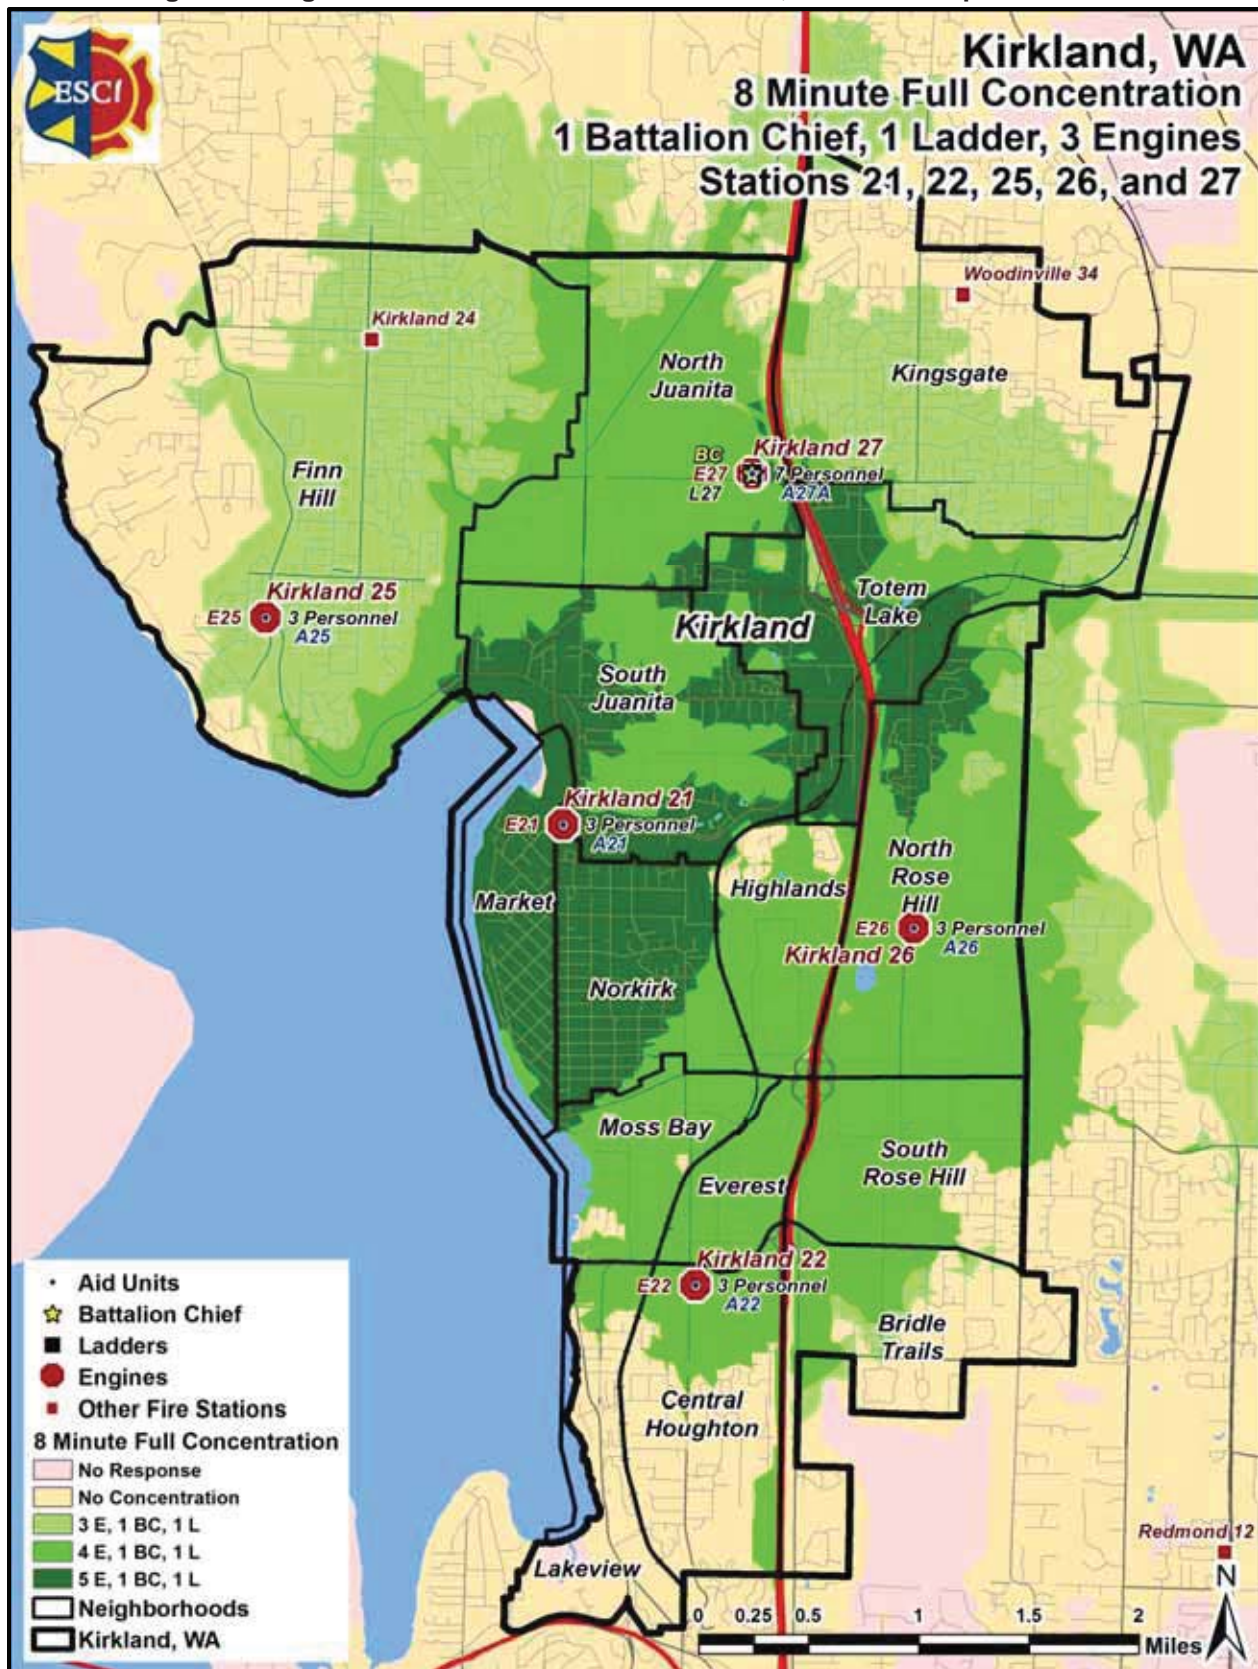 ESCI
Kirkland, WA
8 Minute Full Concentration
1 Battalion Chief, 1 Ladder, 3 Engines
Stations 21, 22, 25, 26, and 27
Woodinville 34
Kirkland 24
North
Juanita
Kingsgate
Finn
Hill
BC
Kirkland 27
E27
7 Personnel
L27
A27A
Kirkland 25
E25
3 Personnel
A25
Totem
Lake
Kirkland
South
Juanita
Kirkland 21
E21
3 Personnel
A21
North
Rose
Hill
Highlands
Market
E26
3 Personnel
A26
Kirkland 26
Norkirk
Moss Bay
South
Rose Hill
Everest
Kirkland 22
E22
3 Personnel
A22
Bridle
Trails
Central
Houghton
Lakeview
Redmond 12
Aid Units
Battalion Chief
Ladders
Engines
Other Fire Stations
8 Minute Full Concentration
No Response
No Concentration
3 E, 1 BC, 1 L
4 E, 1 BC, 1 L
5 E, 1 BC, 1 L
Neighborhoods
Kirkland, WA
N
0 0.25 0.5 1 1.5 2
Miles